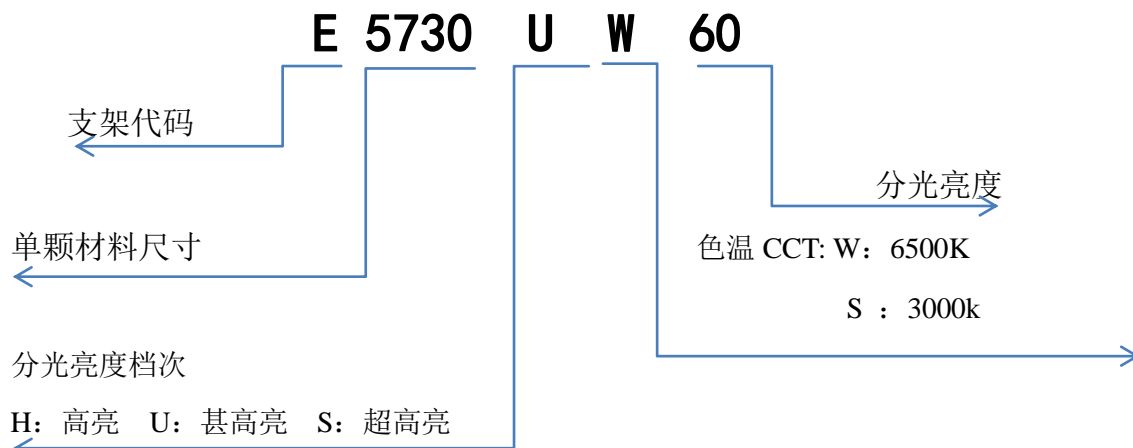 E 5730 U W 60
支架代码
分光亮度
单颗材料尺寸
色温 CCT: W：6500K
S ：3000k
分光亮度档次
H：高亮 U：甚高亮 S：超高亮